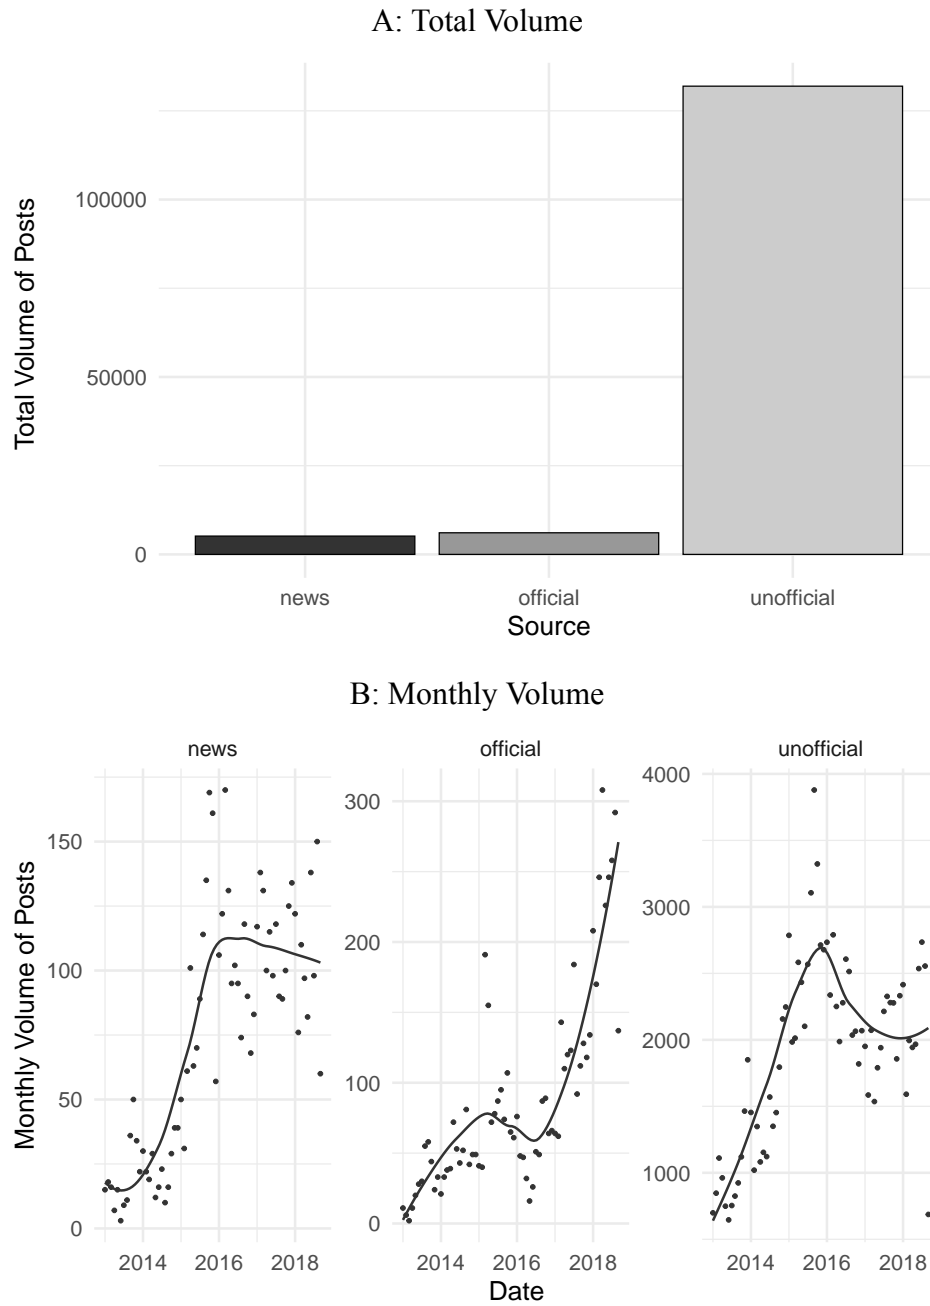 A: Total Volume
Total Volume of Posts
100000
50000
0
news official unofficial
Source
B: Monthly Volume
news official unofficial
Monthly Volume of Posts
150
100
50
0
300
200
100
0
4000
3000
2000
1000
2014 2016 2018 2014 2016 2018 2014 2016 2018
Date